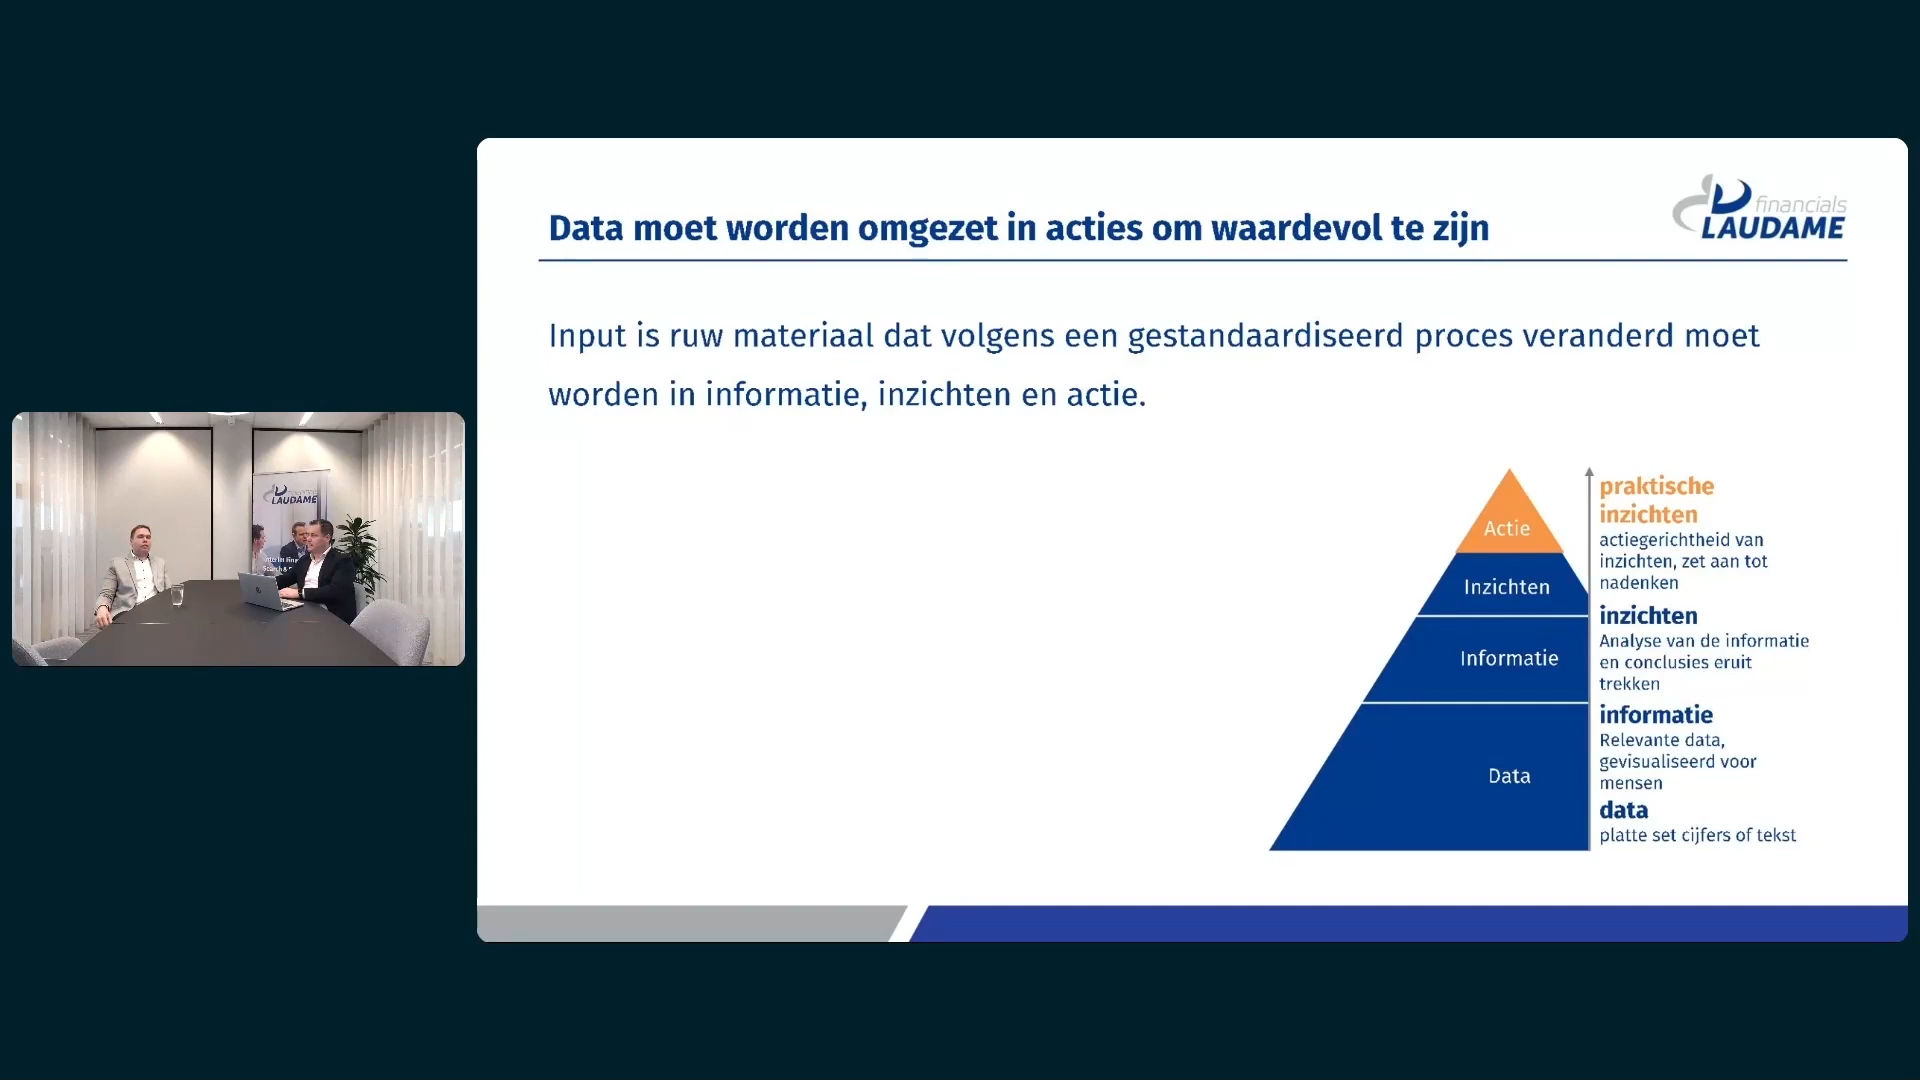 Data moet worden omgezet in acties om waardevol te zijn
financials
LAUDAME
Input is ruw materiaal dat volgens een gestandaardiseerd proces veranderd moet
worden in informatie, inzichten en actie.
Actie
Inzichten
Informatie
Data
praktische
inzichten
actiegerichtheid van
inzichten, zet aan tot
nadenken
inzichten
Analyse van de informatie
en conclusies eruit
trekken
informatie
Relevante data,
gevisualiseerd voor
mensen
data
platte set cijfers of tekst
LAUDAME